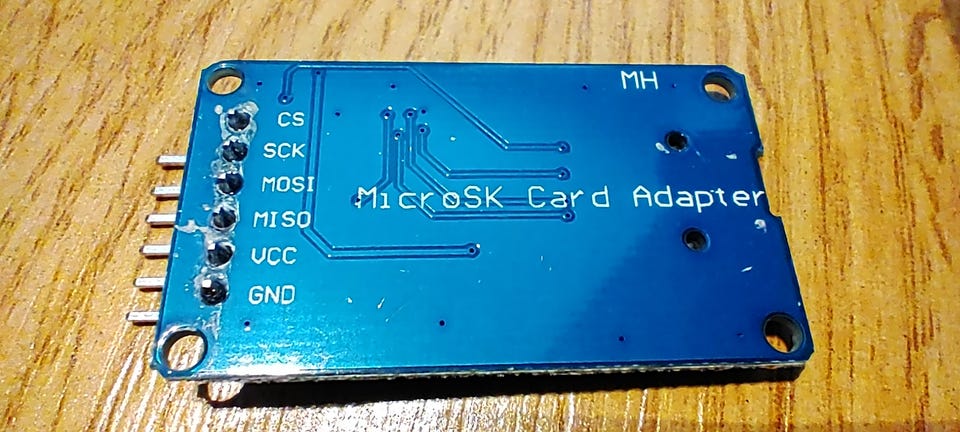 MH
CS
SCK
MOSI
MicroSK Card Adapter
MISO
VCC
GND